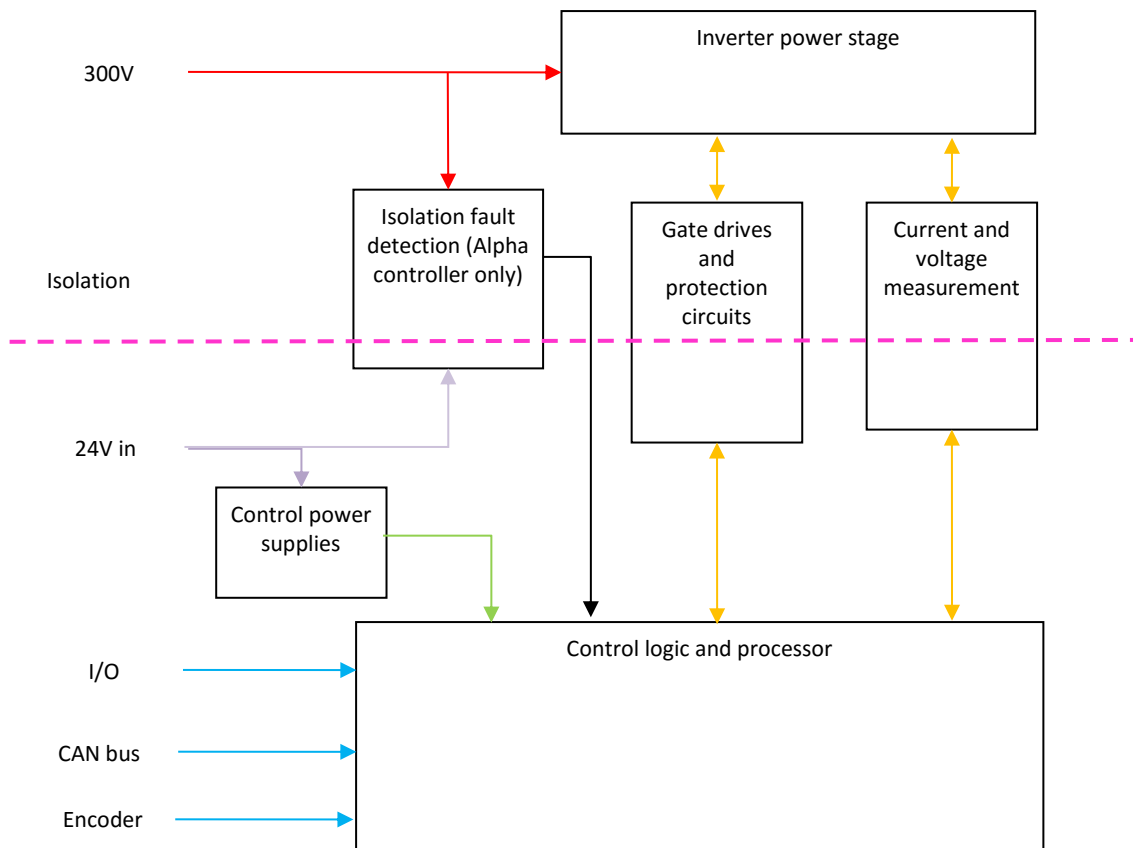 Inverter power stage
300V
Isolation fault
detection (Alpha
controller only)
Gate drives
and
protection
circuits
Current and
voltage
measurement
Isolation
24V in
Control power
supplies
Control logic and processor
I/O
CAN bus
Encoder